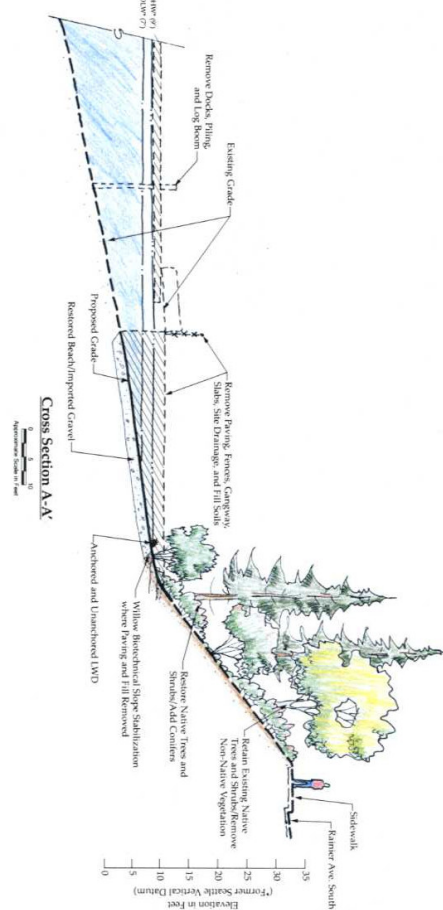 HW* (9')
OLW* (7')
Remove Docks, Piling,
and Log Boom
Existing Grade
Remove Paving, Fences, Gangway,
Slabs, Site Drainage, and Fill Soils
Sidewalk
Rainier Ave. South
35
30
25
20
15
10
5
0
Elevation in Feet
(*Former Seattle Vertical Datum)
Retain Existing Native
Trees and Shrubs/Remove
Non-Native Vegetation
Restore Native Trees and
Shrubs/Add Conifers
Willow Biotechnical Slope Stabilization
where Paving and Fill Removed
Anchored and Unanchored LWD
Proposed Grade
Restored Beach/Imported Gravel
Cross Section A-A'
0 5 10
Approximate Scale in Feet